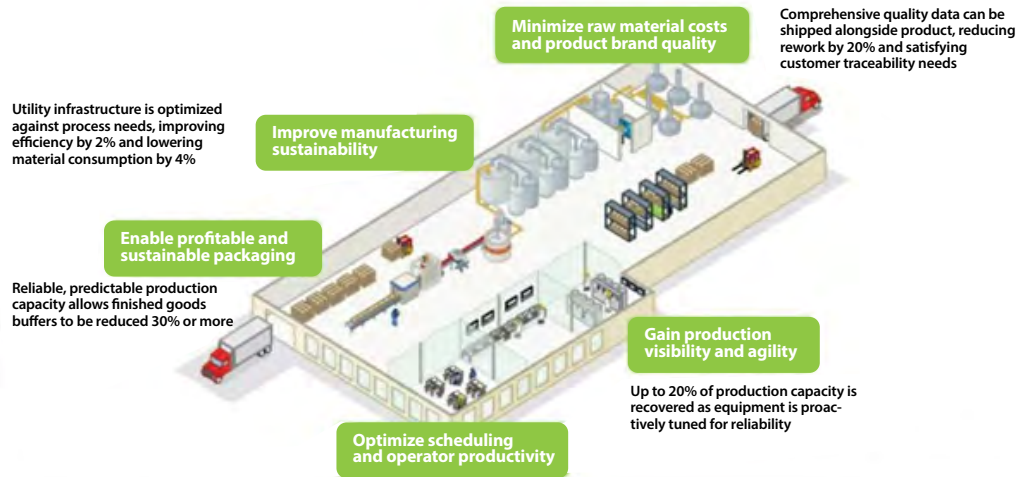 Minimize raw material costs
and product brand quality
Comprehensive quality data can be
shipped alongside product, reducing
rework by 20% and satisfying
customer traceability needs
Utility infrastructure is optimized
against process needs, improving
efficiency by 2% and lowering
material consumption by 4%
Improve manufacturing
sustainability
Enable profitable and
sustainable packaging
Reliable, predictable production
capacity allows finished goods
buffers to be reduced 30% or more
Gain production
visibility and agility
Up to 20% of production capacity is
recovered as equipment is proac-
tively tuned for reliability
Optimize scheduling
and operator productivity